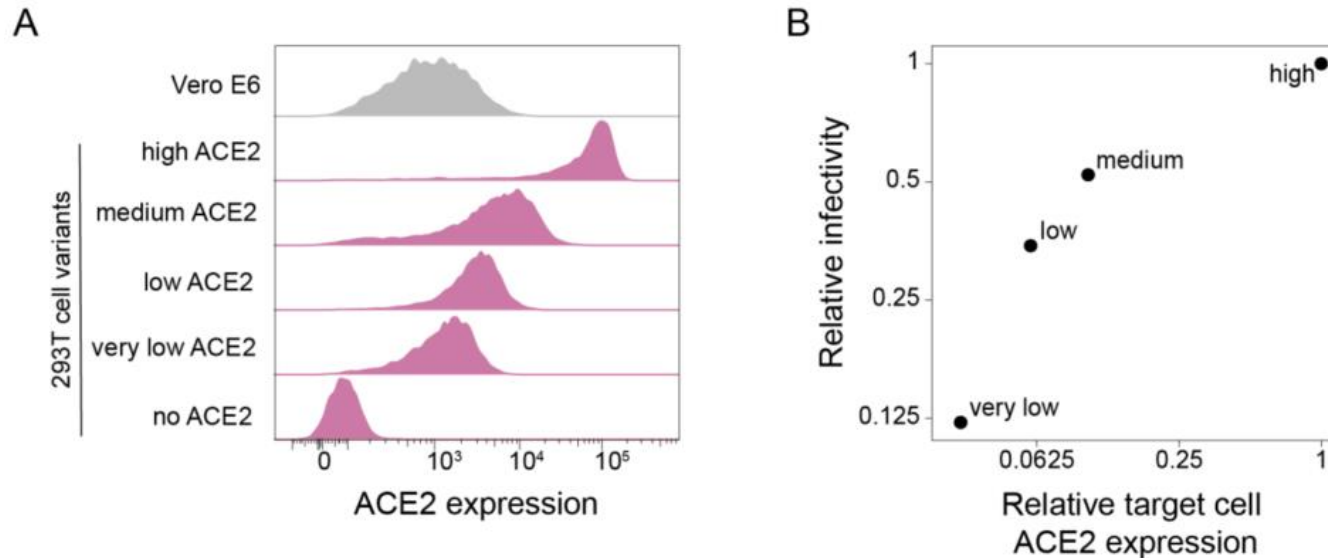 A
Vero E6
high ACE2
medium ACE2
low ACE2
very low ACE2
no ACE2
293T cell variants
0 10³ 10⁴ 10⁵
ACE2 expression
B
1
0.5
0.25
0.125
Relative infectivity
high
medium
low
very low
0.0625 0.25 1
Relative target cell
ACE2 expression